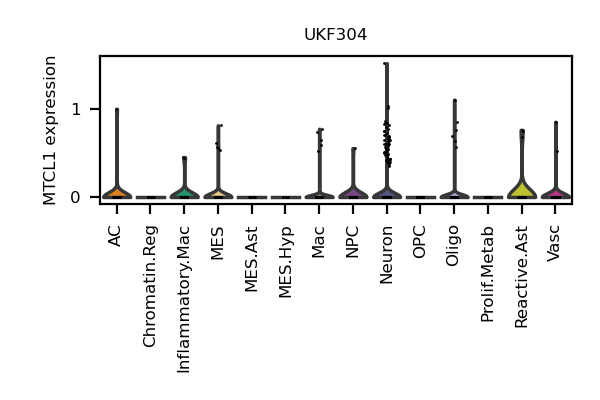 UKF304
MTCL1 expression
1
0
AC
Chromatin.Reg
Inflammatory.Mac
MES
MES.Ast
MES.Hyp
Mac
NPC
Neuron
OPC
Oligo
Prolif.Metab
Reactive.Ast
Vasc